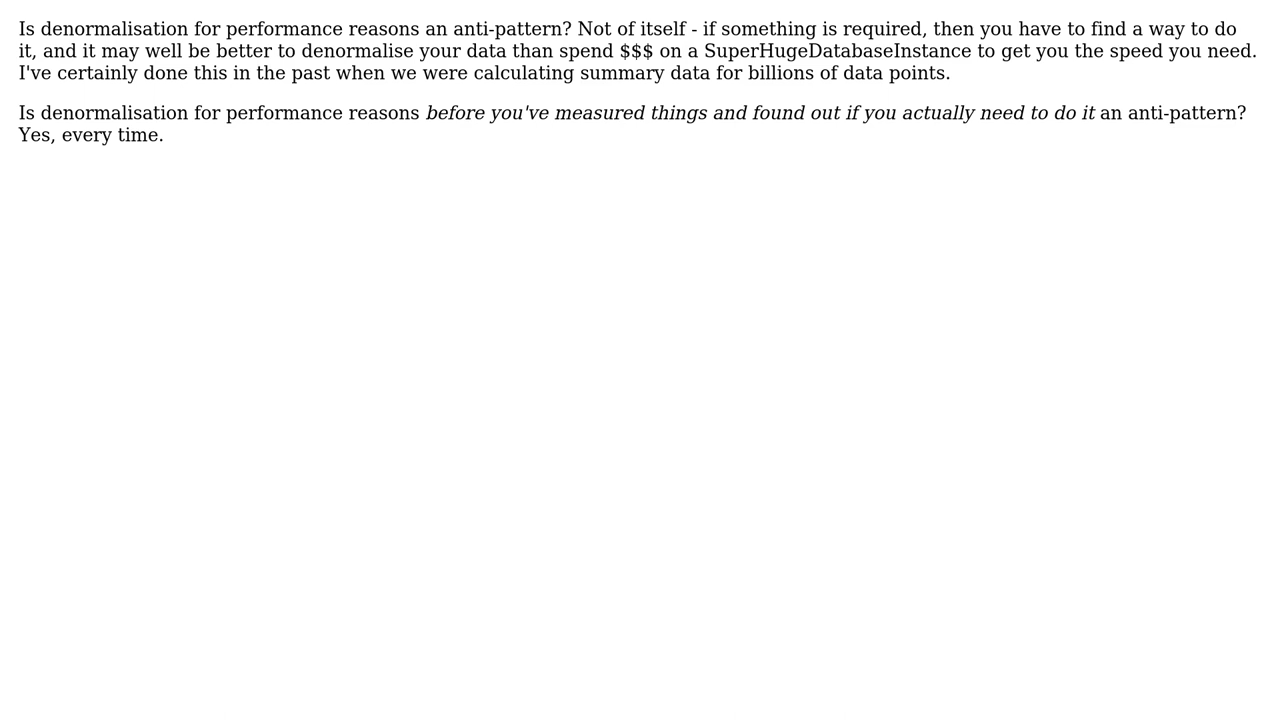 Is denormalisation for performance reasons an anti-pattern? Not of itself - if something is required, then you have to find a way to do
it, and it may well be better to denormalise your data than spend $$$ on a SuperHugeDatabaseInstance to get you the speed you need.
I've certainly done this in the past when we were calculating summary data for billions of data points.
Is denormalisation for performance reasons before you've measured things and found out if you actually need to do it an anti-pattern?
Yes, every time.